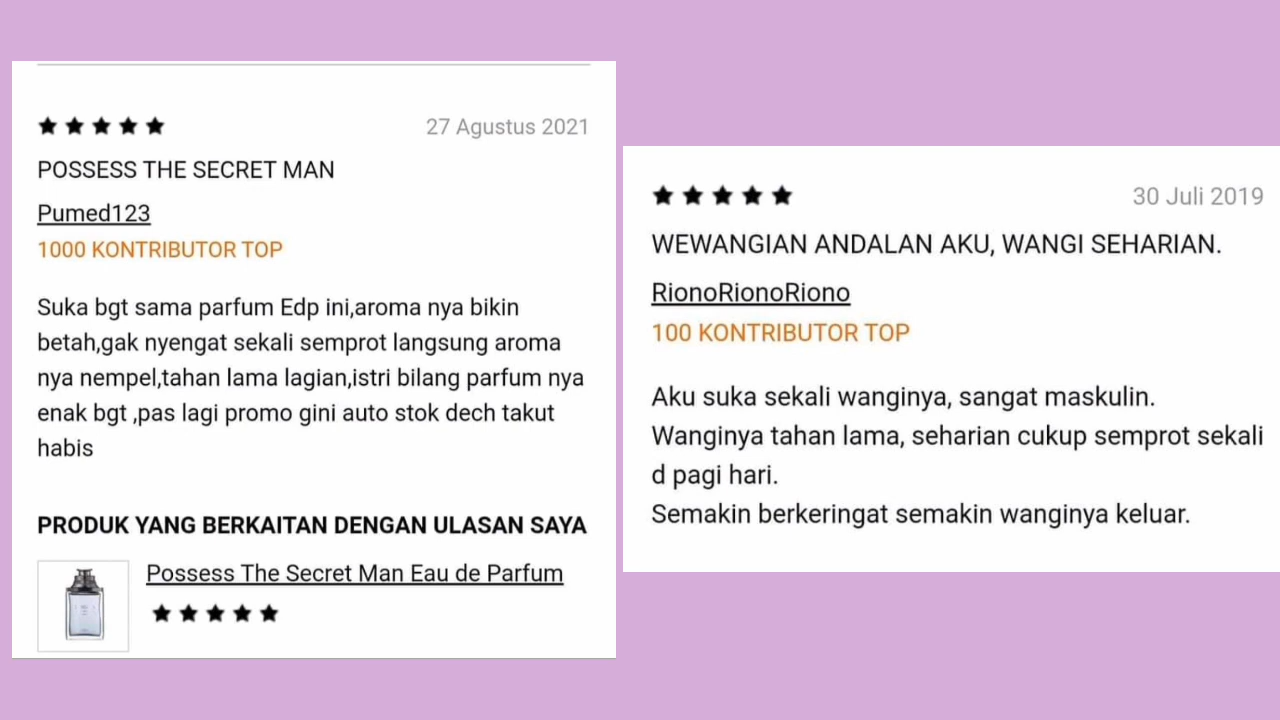 27 Agustus 2021
POSSESS THE SECRET MAN
Pumed123
1000 KONTRIBUTOR TOP
Suka bgt sama parfum Edp ini,aroma nya bikin
betah,gak nyengat sekali semprot langsung aroma
nya nempel,tahan lama lagian,istri bilang parfum nya
enak bgt ,pas lagi promo gini auto stok dech takut
habis
PRODUK YANG BERKAITAN DENGAN ULASAN SAYA
Possess The Secret Man Eau de Parfum
30 Juli 2019
WEWANGIAN ANDALAN AKU, WANGI SEHARIAN.
RionoRionoRiono
100 KONTRIBUTOR TOP
Aku suka sekali wanginya, sangat maskulin.
Wanginya tahan lama, seharian cukup semprot sekali
d pagi hari.
Semakin berkeringat semakin wanginya keluar.